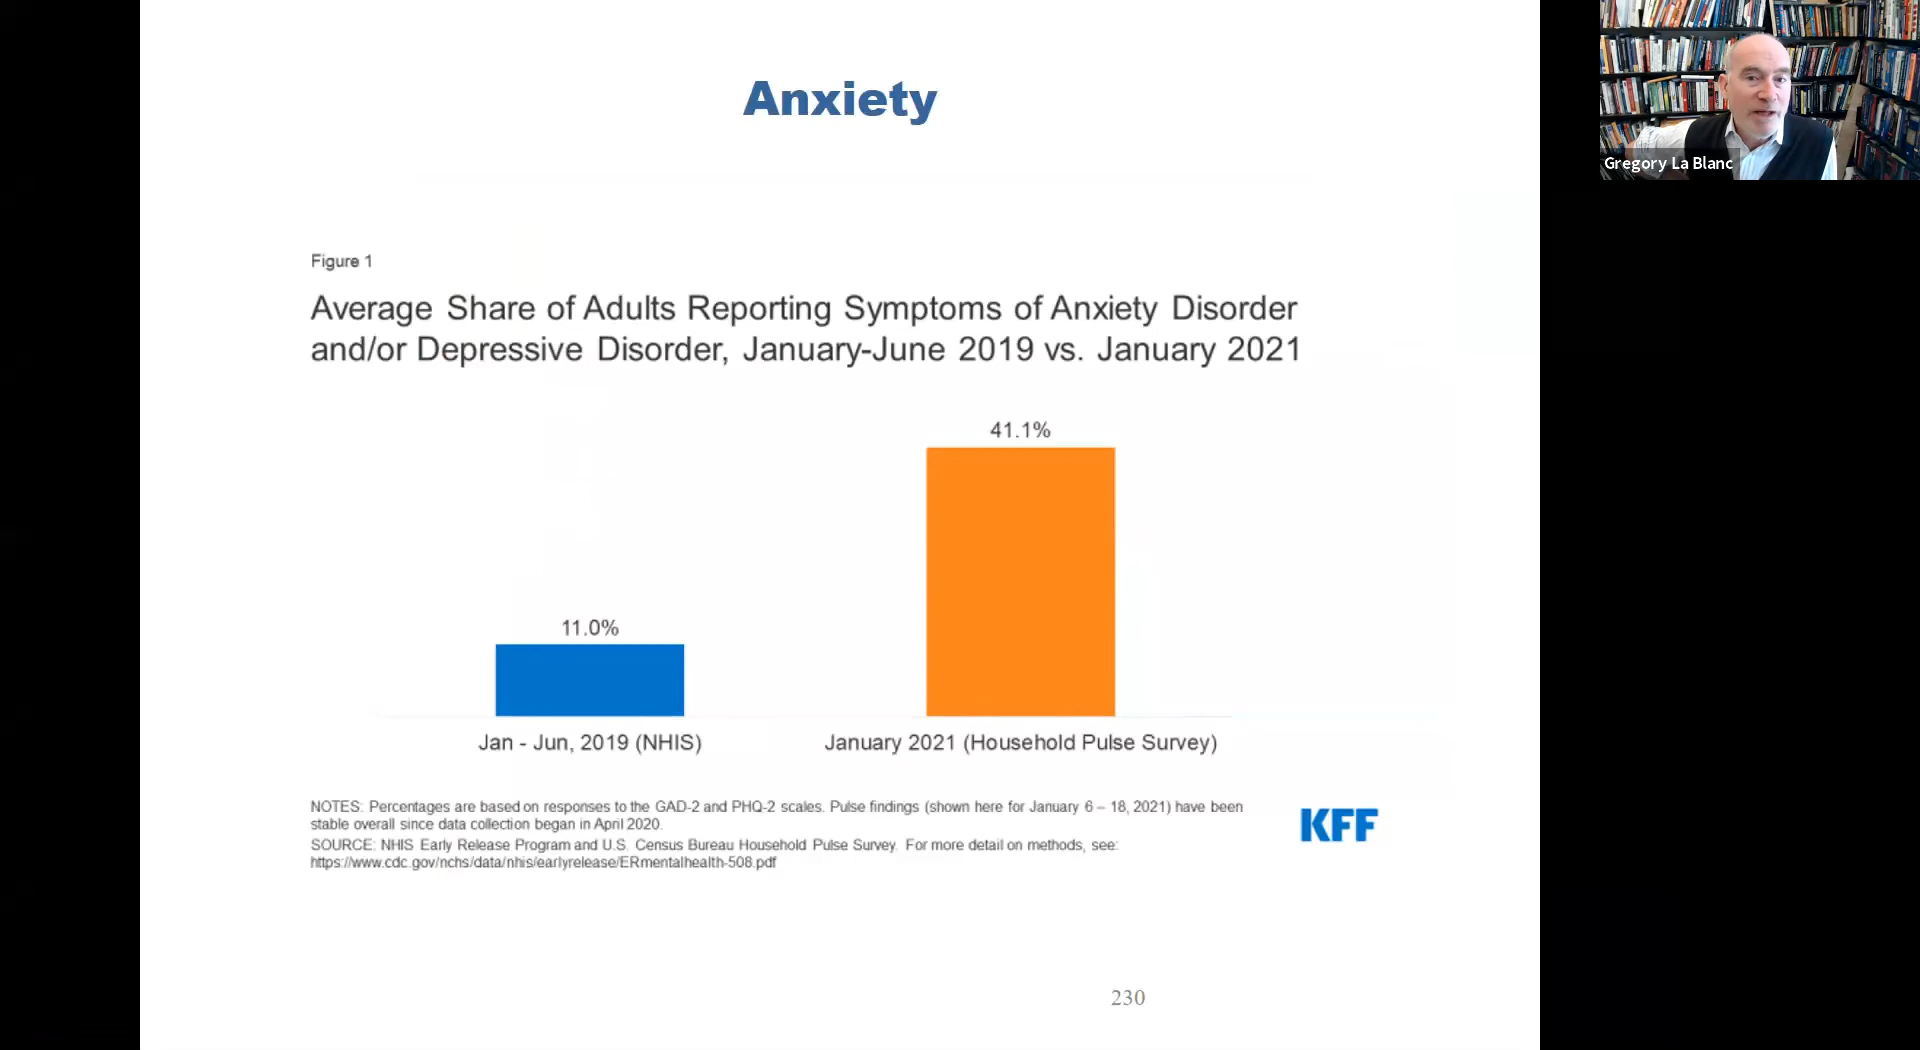 Anxiety
Gregory La Blanc
Figure 1
Average Share of Adults Reporting Symptoms of Anxiety Disorder
and/or Depressive Disorder, January-June 2019 vs. January 2021
41.1%
11.0%
Jan - Jun, 2019 (NHIS)
January 2021 (Household Pulse Survey)
NOTES: Percentages are based on responses to the GAD-2 and PHQ-2 scales. Pulse findings (shown here for January 6 – 18, 2021) have been
stable overall since data collection began in April 2020.
SOURCE: NHIS Early Release Program and U.S. Census Bureau Household Pulse Survey. For more detail on methods, see:
https://www.cdc.gov/nchs/data/nhis/earlyrelease/ERmentalhealth-508.pdf
KFF
230